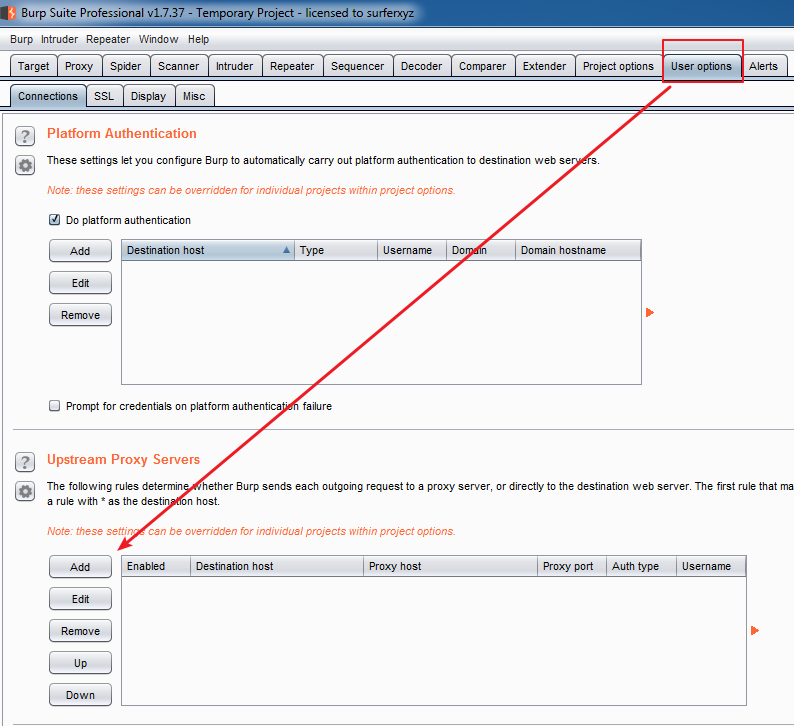 Burp Suite Professional v1.7.37 - Temporary Project - licensed to surferxyz
Burp Intruder Repeater Window Help
Target Proxy Spider Scanner Intruder Repeater Sequencer Decoder Comparer Extender Project options User options Alerts
Connections SSL Display Misc
? Platform Authentication
These settings let you configure Burp to automatically carry out platform authentication to destination web servers.
Note: these settings can be overridden for individual projects within project options.
Do platform authentication
Add Destination host Type Username Domain Domain hostname
Edit
Remove
Prompt for credentials on platform authentication failure
? Upstream Proxy Servers
The following rules determine whether Burp sends each outgoing request to a proxy server, or directly to the destination web server. The first rule that ma
a rule with * as the destination host.
Note: these settings can be overridden for individual projects within project options.
Add Enabled Destination host Proxy host Proxy port Auth type Username
Edit
Remove
Up
Down